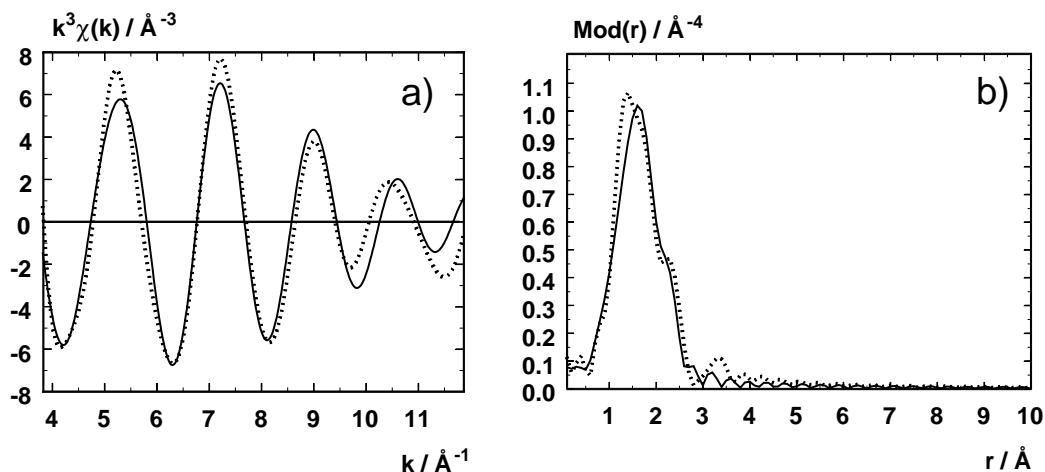 k³χ(k) / Å⁻³
8
6
4
2
0
-2
-4
-6
-8
a)
4 5 6 7 8 9 10 11
k / Å⁻¹
Mod(r) / Å⁻⁴
1.1
1.0
0.9
0.8
0.7
0.6
0.5
0.4
0.3
0.2
0.1
0.0
b)
1 2 3 4 5 6 7 8 9 10
r / Å